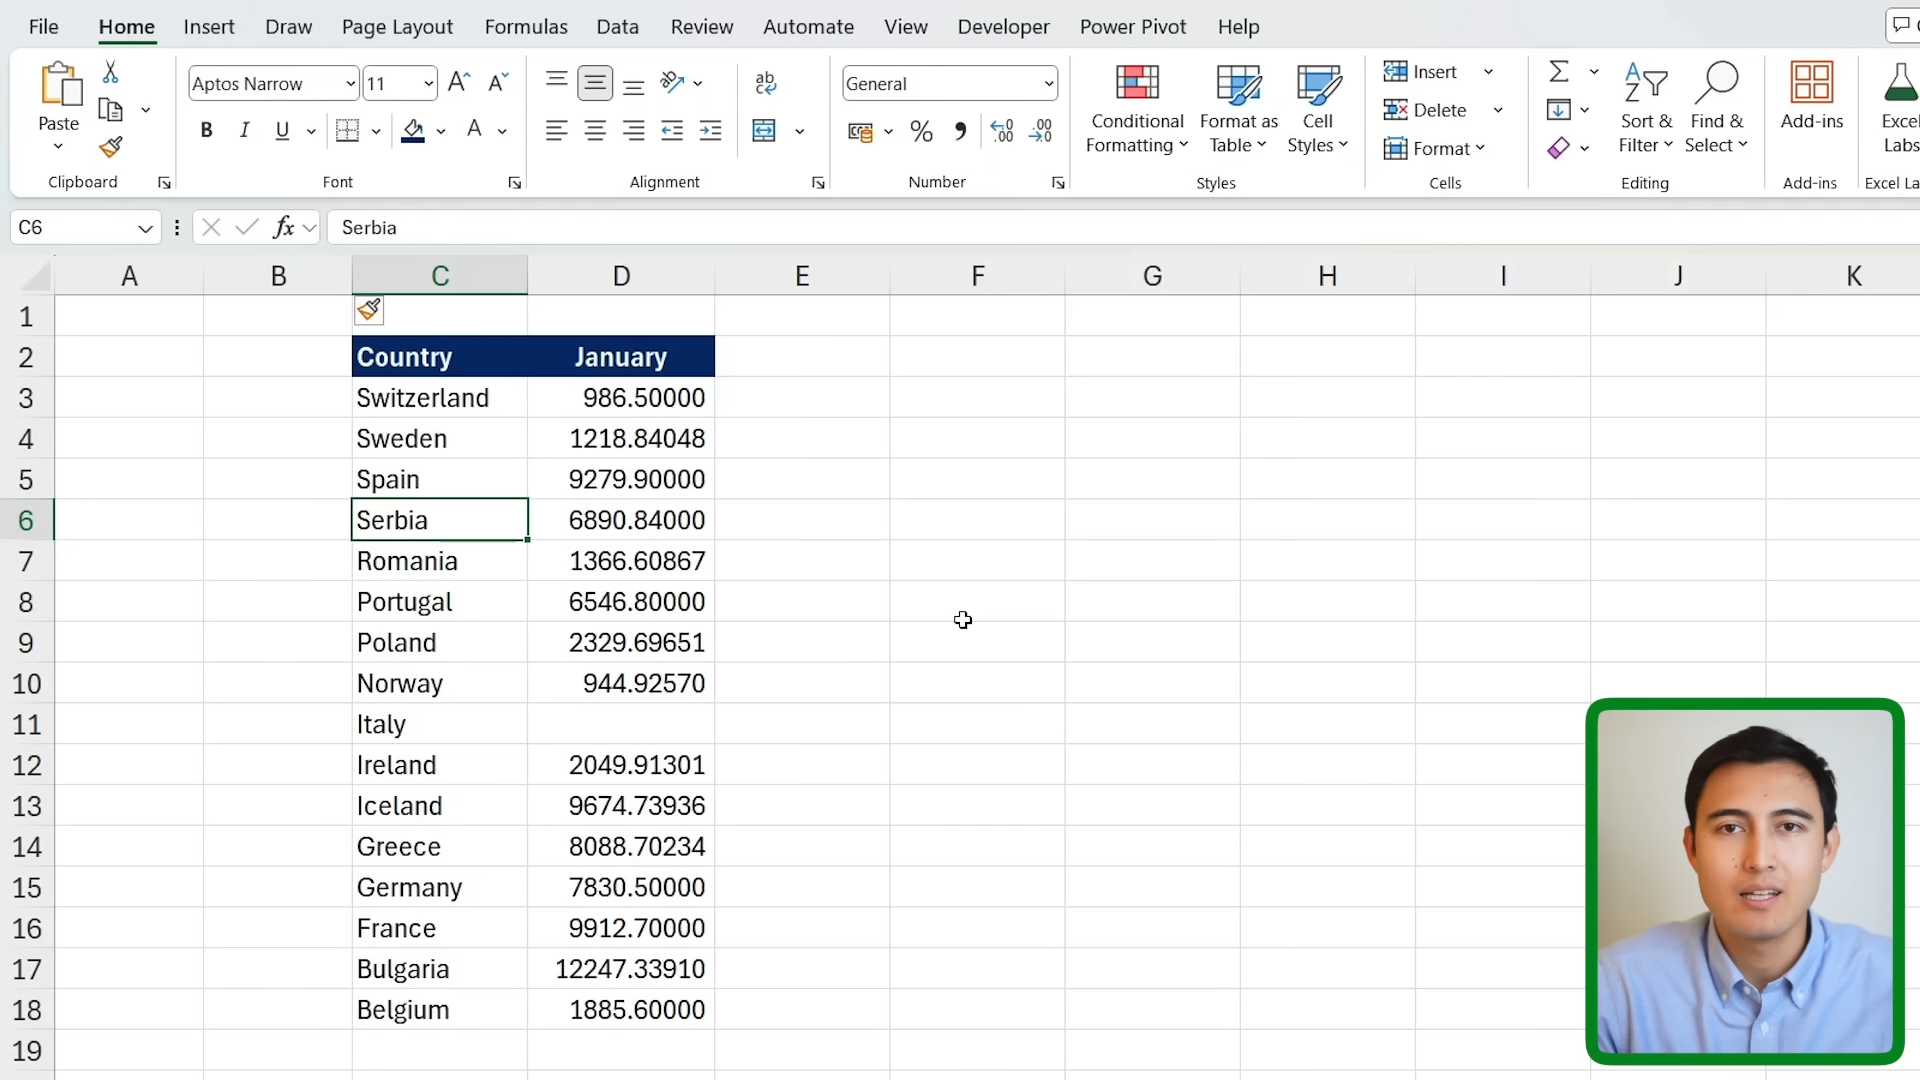 File Home Insert Draw Page Layout Formulas Data Review Automate View Developer Power Pivot Help
Paste
Clipboard
Aptos Narrow 11
B I U A
Font
ab
Alignment
General
% , .00 .00
Number
Conditional Formatting
Format as Table
Cell Styles
Styles
Insert
Delete
Format
Cells
Sort & Filter
Find & Select
Editing
Add-ins
Add-ins
Excel Labs
Excel La
C6 fx Serbia
A B C D E F G H I J K
1
2 Country January
3 Switzerland 986.50000
4 Sweden 1218.84048
5 Spain 9279.90000
6 Serbia 6890.84000
7 Romania 1366.60867
8 Portugal 6546.80000
9 Poland 2329.69651
10 Norway 944.92570
11 Italy
12 Ireland 2049.91301
13 Iceland 9674.73936
14 Greece 8088.70234
15 Germany 7830.50000
16 France 9912.70000
17 Bulgaria 12247.33910
18 Belgium 1885.60000
19